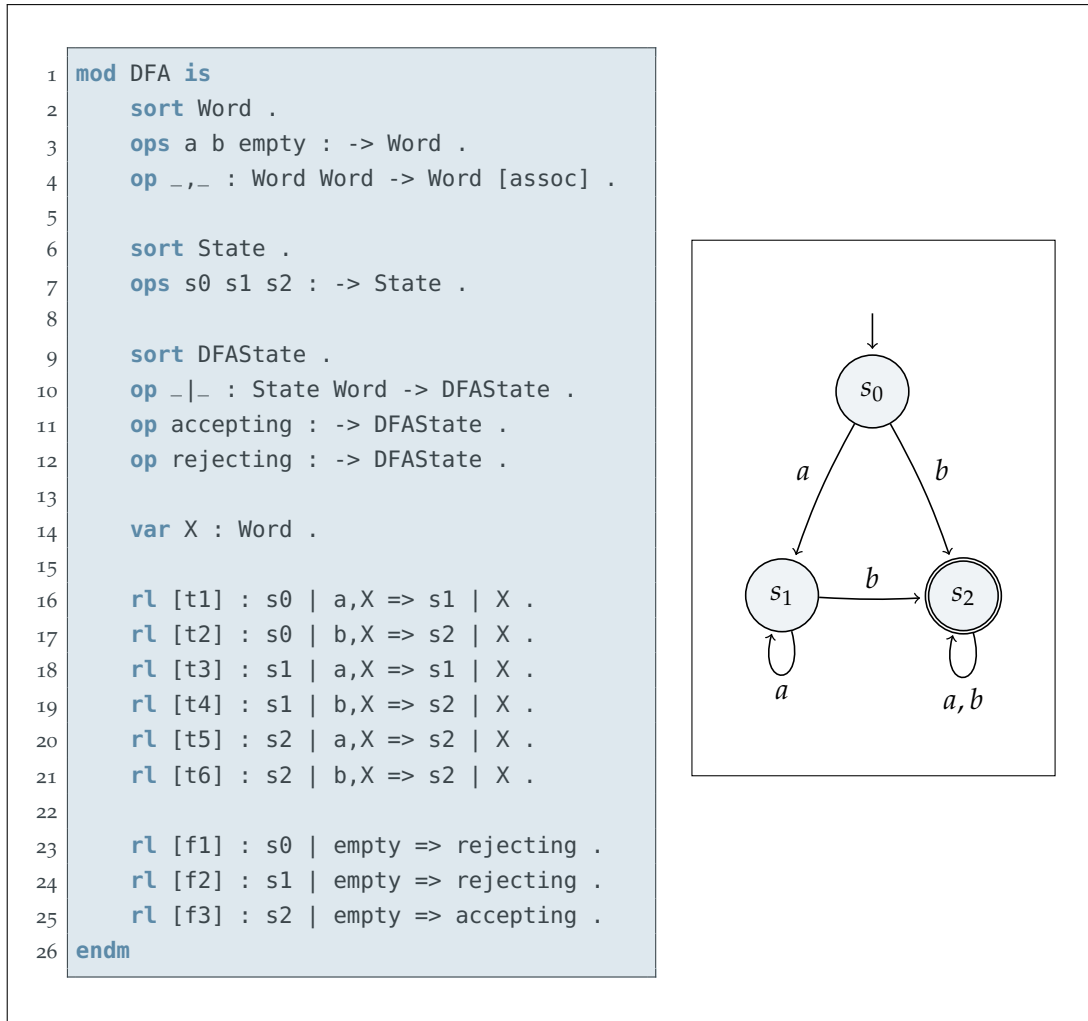 1 mod DFA is
2 sort Word .
3 ops a b empty : -> Word .
4 op _,_ : Word Word -> Word [assoc] .
5
6 sort State .
7 ops s0 s1 s2 : -> State .
8
9 sort DFAState .
10 op _|_ : State Word -> DFAState .
11 op accepting : -> DFAState .
12 op rejecting : -> DFAState .
13
14 var X : Word .
15
16 rl [t1] : s0 | a,X => s1 | X .
17 rl [t2] : s0 | b,X => s2 | X .
18 rl [t3] : s1 | a,X => s1 | X .
19 rl [t4] : s1 | b,X => s2 | X .
20 rl [t5] : s2 | a,X => s2 | X .
21 rl [t6] : s2 | b,X => s2 | X .
22
23 rl [f1] : s0 | empty => rejecting .
24 rl [f2] : s1 | empty => rejecting .
25 rl [f3] : s2 | empty => accepting .
26 endm
s₀
a b
s₁ b s₂
a a, b